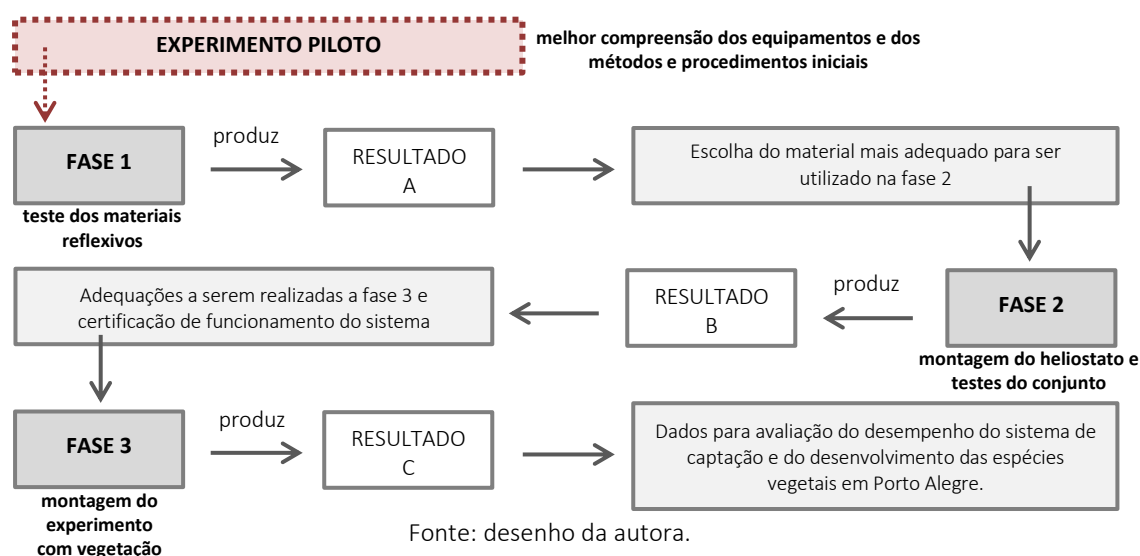 EXPERIMENTO PILOTO
melhor compreensão dos equipamentos e dos
métodos e procedimentos iniciais
FASE 1
teste dos materiais
reflexivos
produz
RESULTADO
A
Escolha do material mais adequado para ser
utilizado na fase 2
FASE 2
montagem do heliostato e
testes do conjunto
produz
RESULTADO
B
Adequações a serem realizadas a fase 3 e
certificação de funcionamento do sistema
FASE 3
montagem do
experimento
com vegetação
produz
RESULTADO
C
Dados para avaliação do desempenho do sistema de
captação e do desenvolvimento das espécies
vegetais em Porto Alegre.
Fonte: desenho da autora.